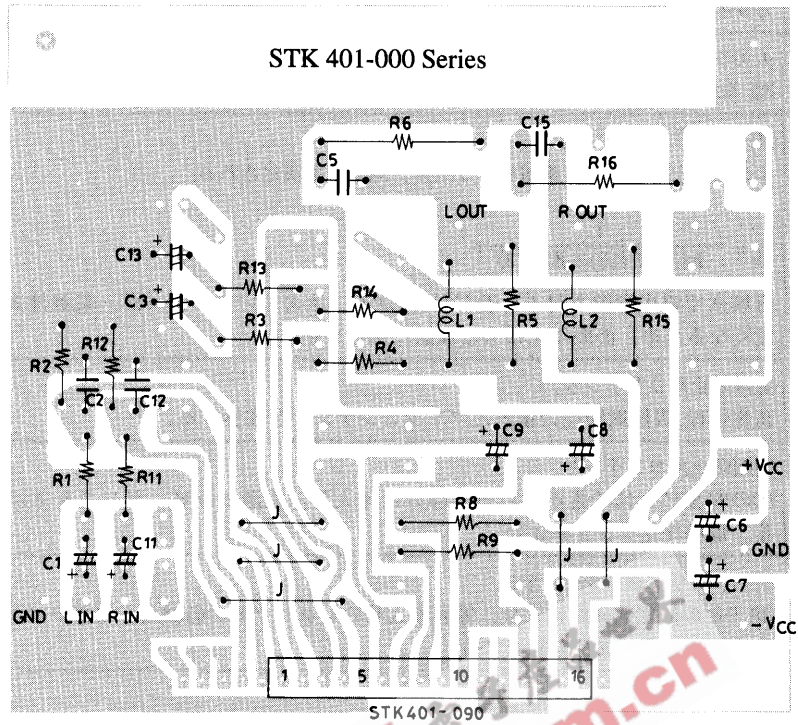 STK 401-000 Series
R6
C15
C5
R16
L OUT
R OUT
+
C13
R13
+
C3
R14
R3
L1
R5
L2
R15
R4
R2
R12
C2
C12
+
C9
C8
+
R1
R11
+VCC
+
C6
R8
J
C11
C1
+
+
R9
J
J
J
GND
+
C7
J
GND
L IN
R IN
-VCC
1
5
10
16
STK401-090
m.cn